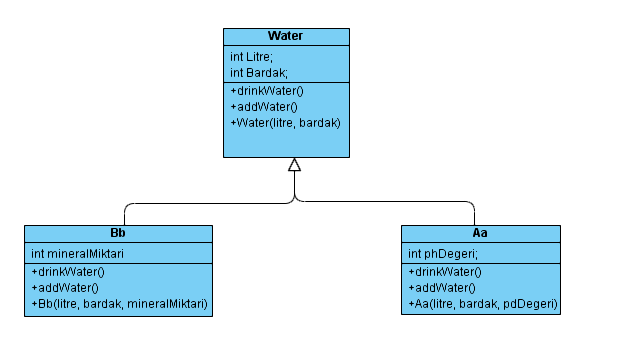 Water
int Litre;
int Bardak;
+drinkWater()
+addWater()
+Water(litre, bardak)
Bb
int mineralMiktari
+drinkWater()
+addWater()
+Bb(litre, bardak, mineralMiktari)
Aa
int phDegeri;
+drinkWater()
+addWater()
+Aa(litre, bardak, pdDegeri)